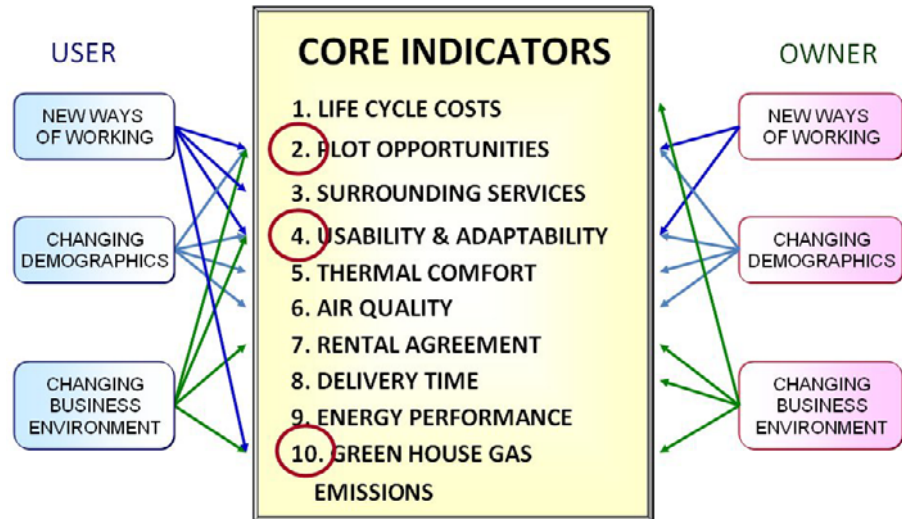 USER
NEW WAYS
OF WORKING
CHANGING
DEMOGRAPHICS
CHANGING
BUSINESS
ENVIRONMENT
CORE INDICATORS
1. LIFE CYCLE COSTS
2. PLOT OPPORTUNITIES
3. SURROUNDING SERVICES
4. USABILITY & ADAPTABILITY
5. THERMAL COMFORT
6. AIR QUALITY
7. RENTAL AGREEMENT
8. DELIVERY TIME
9. ENERGY PERFORMANCE
10. GREEN HOUSE GAS
EMISSIONS
OWNER
NEW WAYS
OF WORKING
CHANGING
DEMOGRAPHICS
CHANGING
BUSINESS
ENVIRONMENT